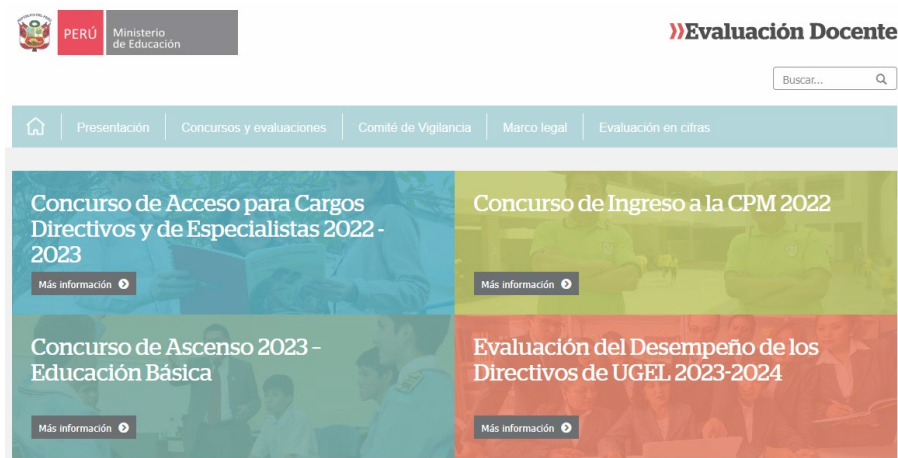 PERÚ
Ministerio
de Educación
»Evaluación Docente
Buscar...
Presentación
Concursos y evaluaciones
Comité de Vigilancia
Marco legal
Evaluación en cifras
Concurso de Acceso para Cargos
Directivos y de Especialistas 2022 -
2023
Más información
Concurso de Ingreso a la CPM 2022
Más información
Concurso de Ascenso 2023 –
Educación Básica
Más información
Evaluación del Desempeño de los
Directivos de UGEL 2023-2024
Más información